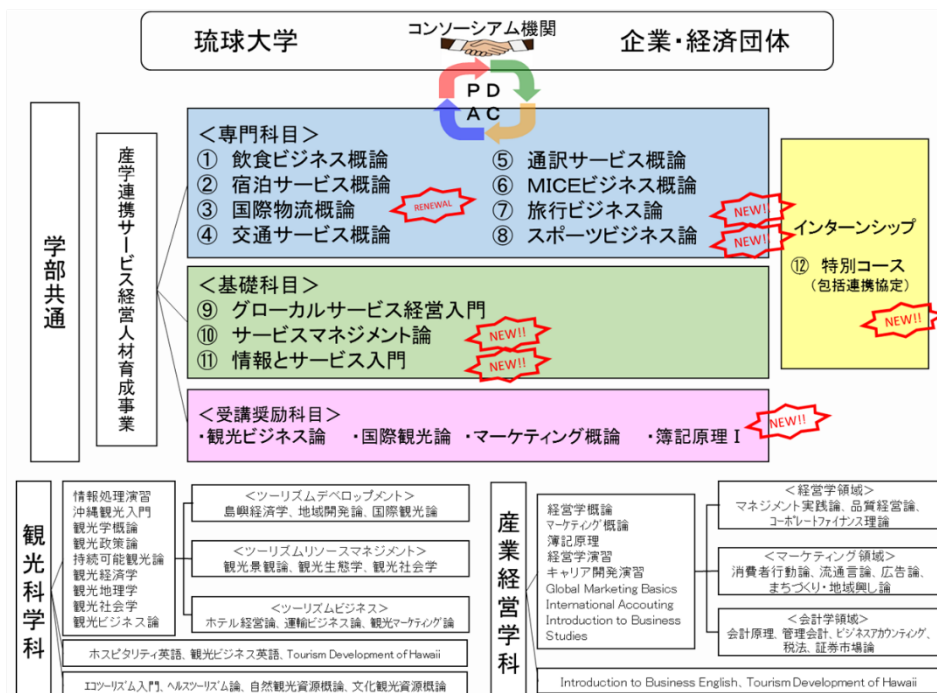 琉球大学
コンソーシアム機関
企業・経済団体
P D
A C
学部共通
産学連携サービス経営人材育成事業
＜専門科目＞
① 飲食ビジネス概論
② 宿泊サービス概論
③ 国際物流概論
RENEWAL
④ 交通サービス概論
⑤ 通訳サービス概論
⑥ MICEビジネス概論
⑦ 旅行ビジネス論
NEW!!
⑧ スポーツビジネス論
NEW!!
＜基礎科目＞
⑨ グローカルサービス経営入門
⑩ サービスマネジメント論
NEW!!
⑪ 情報とサービス入門
NEW!!
＜受講奨励科目＞
・観光ビジネス論 ・国際観光論 ・マーケティング概論 ・簿記原理Ⅰ
NEW!!
インターンシップ
⑫ 特別コース
（包括連携協定）
NEW!!
観光科学科
情報処理演習
沖縄観光入門
観光学概論
観光政策論
持続可能観光論
観光経済学
観光地理学
観光社会学
観光ビジネス論
＜ツーリズムデベロップメント＞
島嶼経済学、地域開発論、国際観光論
＜ツーリズムリソースマネジメント＞
観光景観論、観光生態学、観光社会学
＜ツーリズムビジネス＞
ホテル経営論、運輸ビジネス論、観光マーケティング論
ホスピタリティ英語、観光ビジネス英語、Tourism Development of Hawaii
エコツーリズム入門、ヘルスツーリズム論、自然観光資源概論、文化観光資源概論
産業経営学科
経営学概論
マーケティング概論
簿記原理
経営学演習
キャリア開発演習
Global Marketing Basics
International Accouting
Introduction to Business
Studies
＜経営学領域＞
マネジメント実践論、品質経営論、
コーポレートファイナンス理論
＜マーケティング領域＞
消費者行動論、流通言論、広告論、
まちづくり・地域興し論
＜会計学領域＞
会計原理、管理会計、ビジネスアカウンティング、
税法、証券市場論
Introduction to Business English、Tourism Development of Hawaii